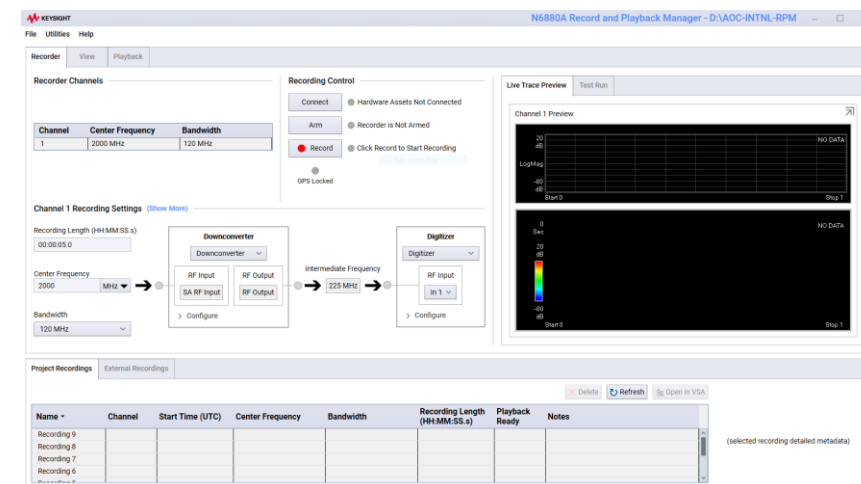 KEYSIGHT
N6880A Record and Playback Manager - D:\AOC-INTNL-RPM
File Utilities Help
Recorder View Playback
Recorder Channels
Channel Center Frequency Bandwidth
1 2000 MHz 120 MHz
Recording Control
Connect Hardware Assets Not Connected
Arm Recorder is Not Armed
Record Click Record to Start Recording
GPS Locked
Live Trace Preview Test Run
Channel 1 Preview
20
dB
NO DATA
LogMag
-80
dB
Start 0 Stop 1
0
Sec
NO DATA
20
dB
-80
dB
Start 0 Stop 1
Channel 1 Recording Settings (Show More)
Recording Length (HH:MM:SS.s)
00:00:05.0
Center Frequency
2000 MHz
Bandwidth
120 MHz
Downconverter
Downconverter
RF Input RF Output
SA RF Input RF Output
Configure
Intermediate Frequency
225 MHz
Digitizer
Digitizer
RF Input
In 1
Configure
Project Recordings External Recordings
Delete Refresh Open In VSA
Name Channel Start Time (UTC) Center Frequency Bandwidth Recording Length (HH:MM:SS.s) Playback Ready Notes
Recording 9
Recording 8
Recording 7
Recording 6
(selected recording detailed metadata)